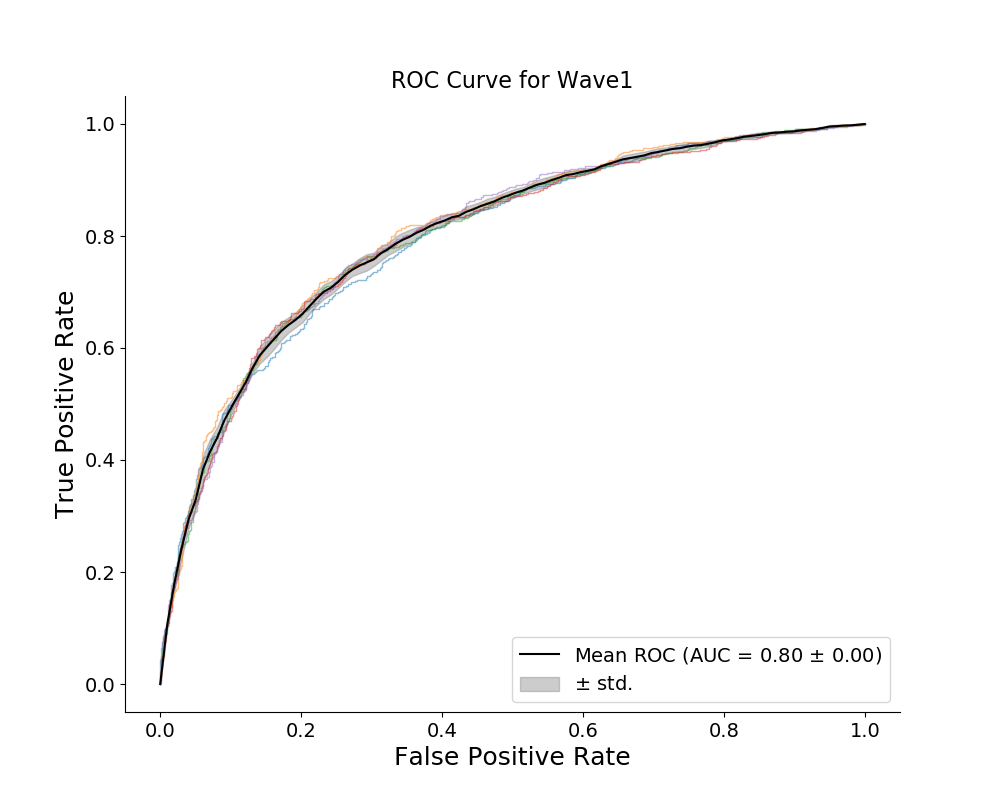 ROC Curve for Wave1
True Positive Rate
1.0
0.8
0.6
0.4
0.2
0.0
0.0 0.2 0.4 0.6 0.8 1.0
False Positive Rate
Mean ROC (AUC = 0.80 ± 0.00)
± std.